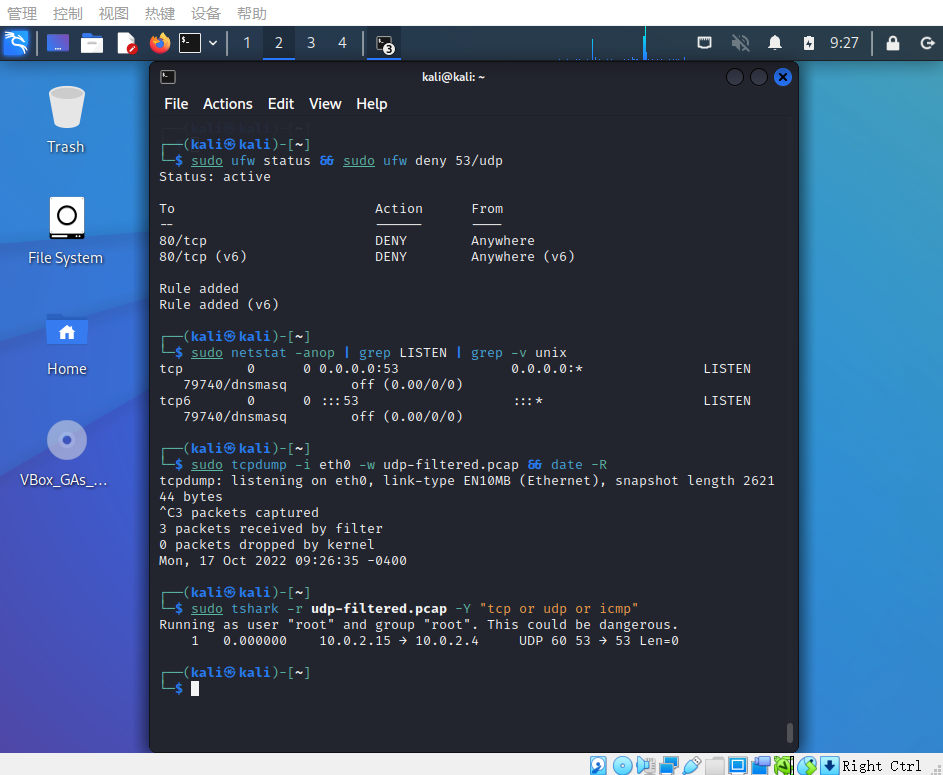 管理 控制 视图 热键 设备 帮助
1 2 3 4 3 9:27
kali@kali: ~
File Actions Edit View Help
Trash
File System
Home
VBox_GAs_...
┌──(kali㉿kali)-[~]
└─$ sudo ufw status && sudo ufw deny 53/udp
Status: active
To Action From
-- ------ ----
80/tcp DENY Anywhere
80/tcp (v6) DENY Anywhere (v6)
Rule added
Rule added (v6)
┌──(kali㉿kali)-[~]
└─$ sudo netstat -anop | grep LISTEN | grep -v unix
tcp 0 0 0.0.0.0:53 0.0.0.0:* LISTEN
79740/dnsmasq off (0.00/0/0)
tcp6 0 0 :::53 :::* LISTEN
79740/dnsmasq off (0.00/0/0)
┌──(kali㉿kali)-[~]
└─$ sudo tcpdump -i eth0 -w udp-filtered.pcap && date -R
tcpdump: listening on eth0, link-type EN10MB (Ethernet), snapshot length 2621
44 bytes
^C3 packets captured
3 packets received by filter
0 packets dropped by kernel
Mon, 17 Oct 2022 09:26:35 -0400
┌──(kali㉿kali)-[~]
└─$ sudo tshark -r udp-filtered.pcap -Y "tcp or udp or icmp"
Running as user "root" and group "root". This could be dangerous.
1 0.000000 10.0.2.15 → 10.0.2.4 UDP 60 53 → 53 Len=0
┌──(kali㉿kali)-[~]
└─$
Right Ctrl